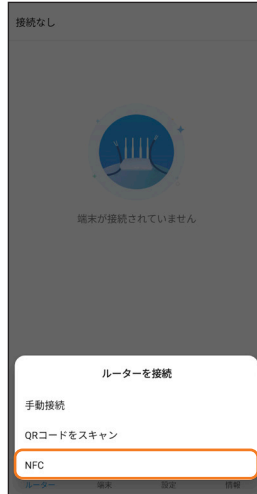 接続なし
端末が接続されていません
ルーターを接続
手動接続
QRコードをスキャン
NFC
ルーター 端末 設定 情報